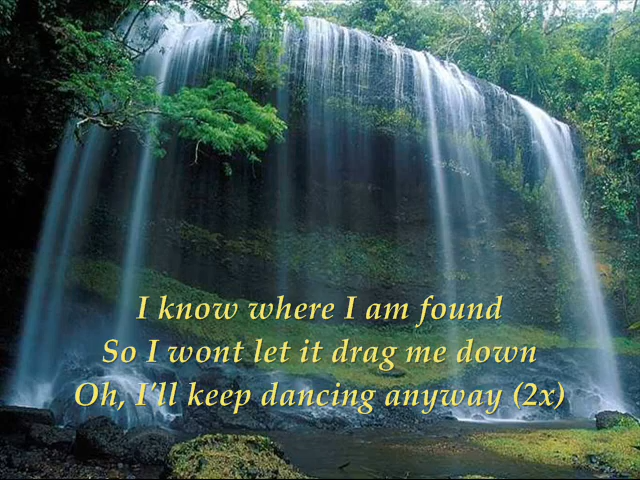 I know where I am found
So I wont let it drag me down
Oh, I'll keep dancing anyway (2x)